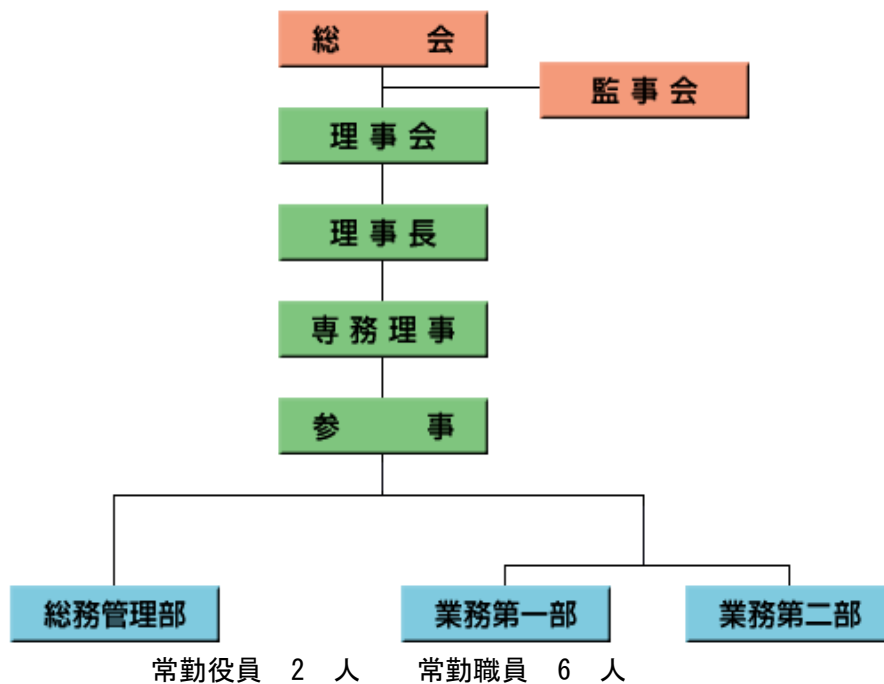 総　　会
監事会
理事会
理事長
専務理事
参　　事
総務管理部
業務第一部
業務第二部
常勤役員　2　人　　常勤職員　6　人